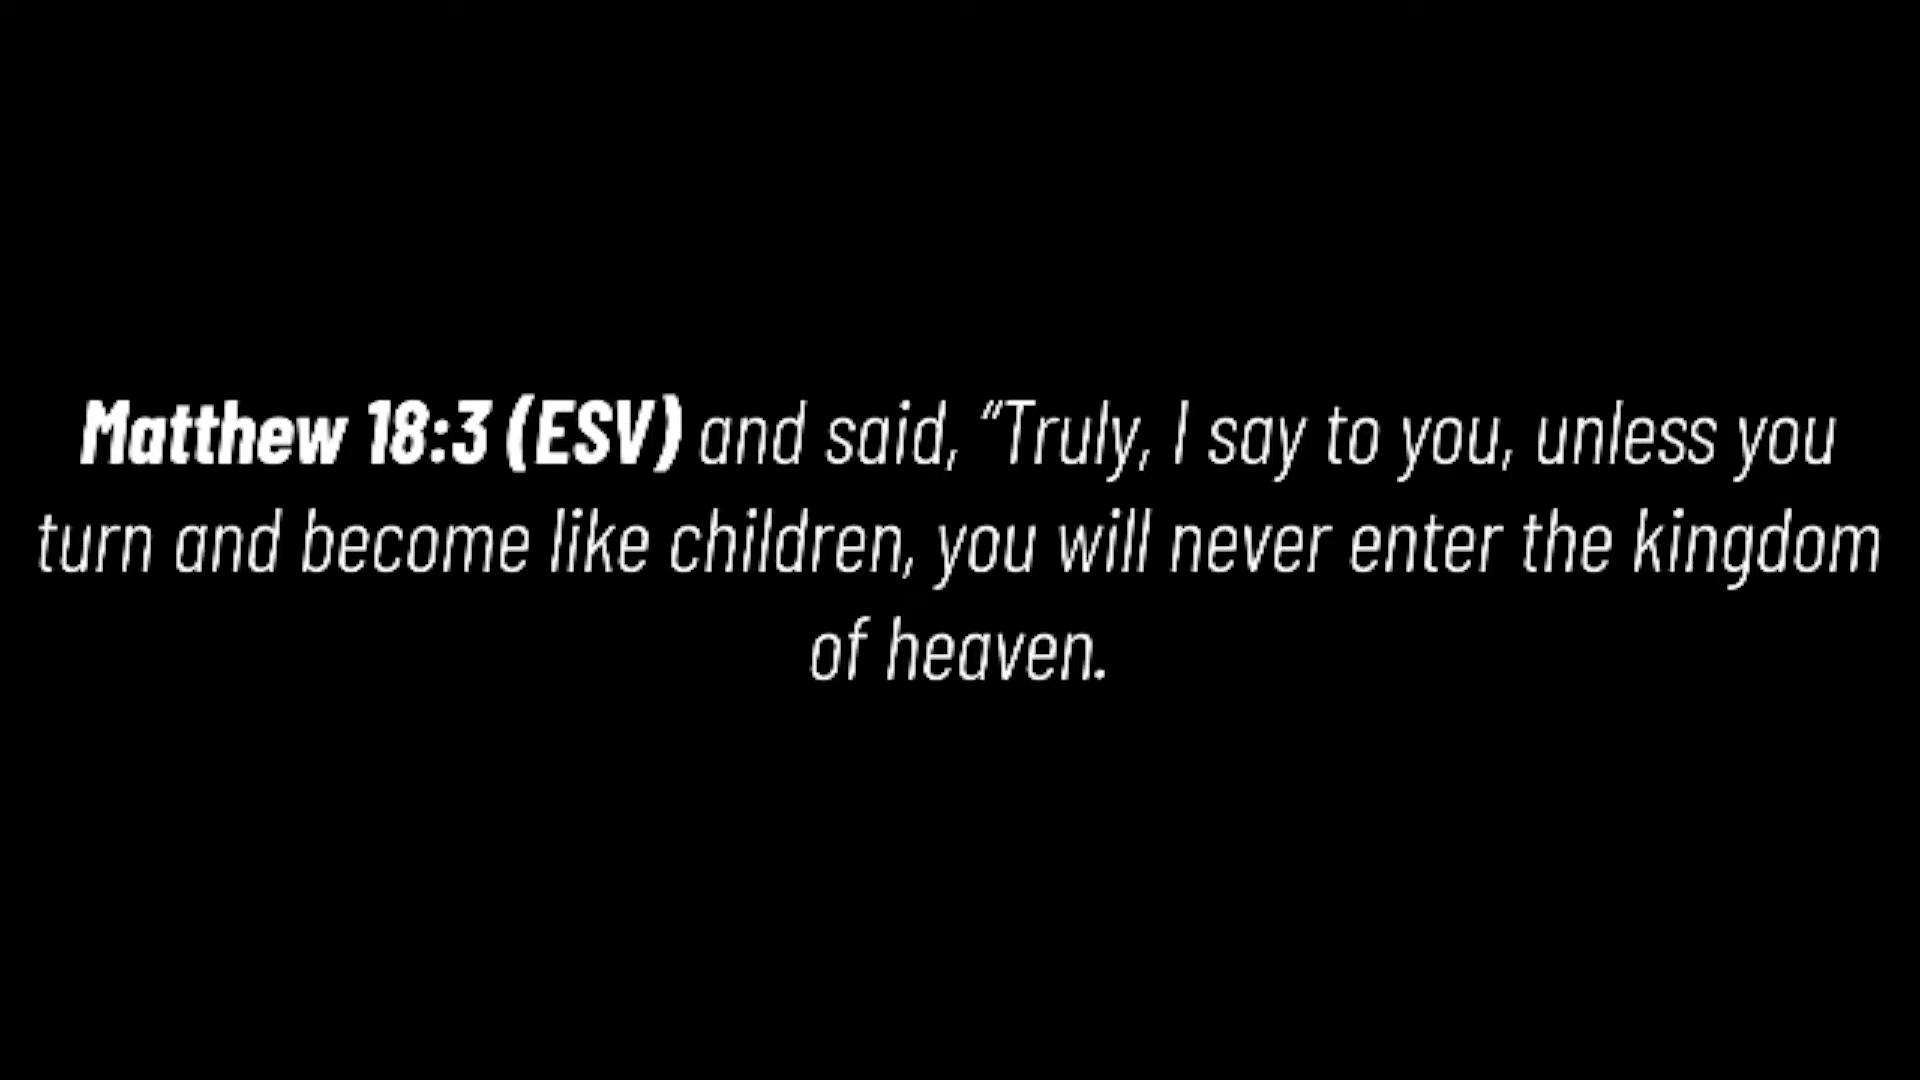 Matthew 18:3 (ESV) and said, “Truly, I say to you, unless you
turn and become like children, you will never enter the kingdom
of heaven.